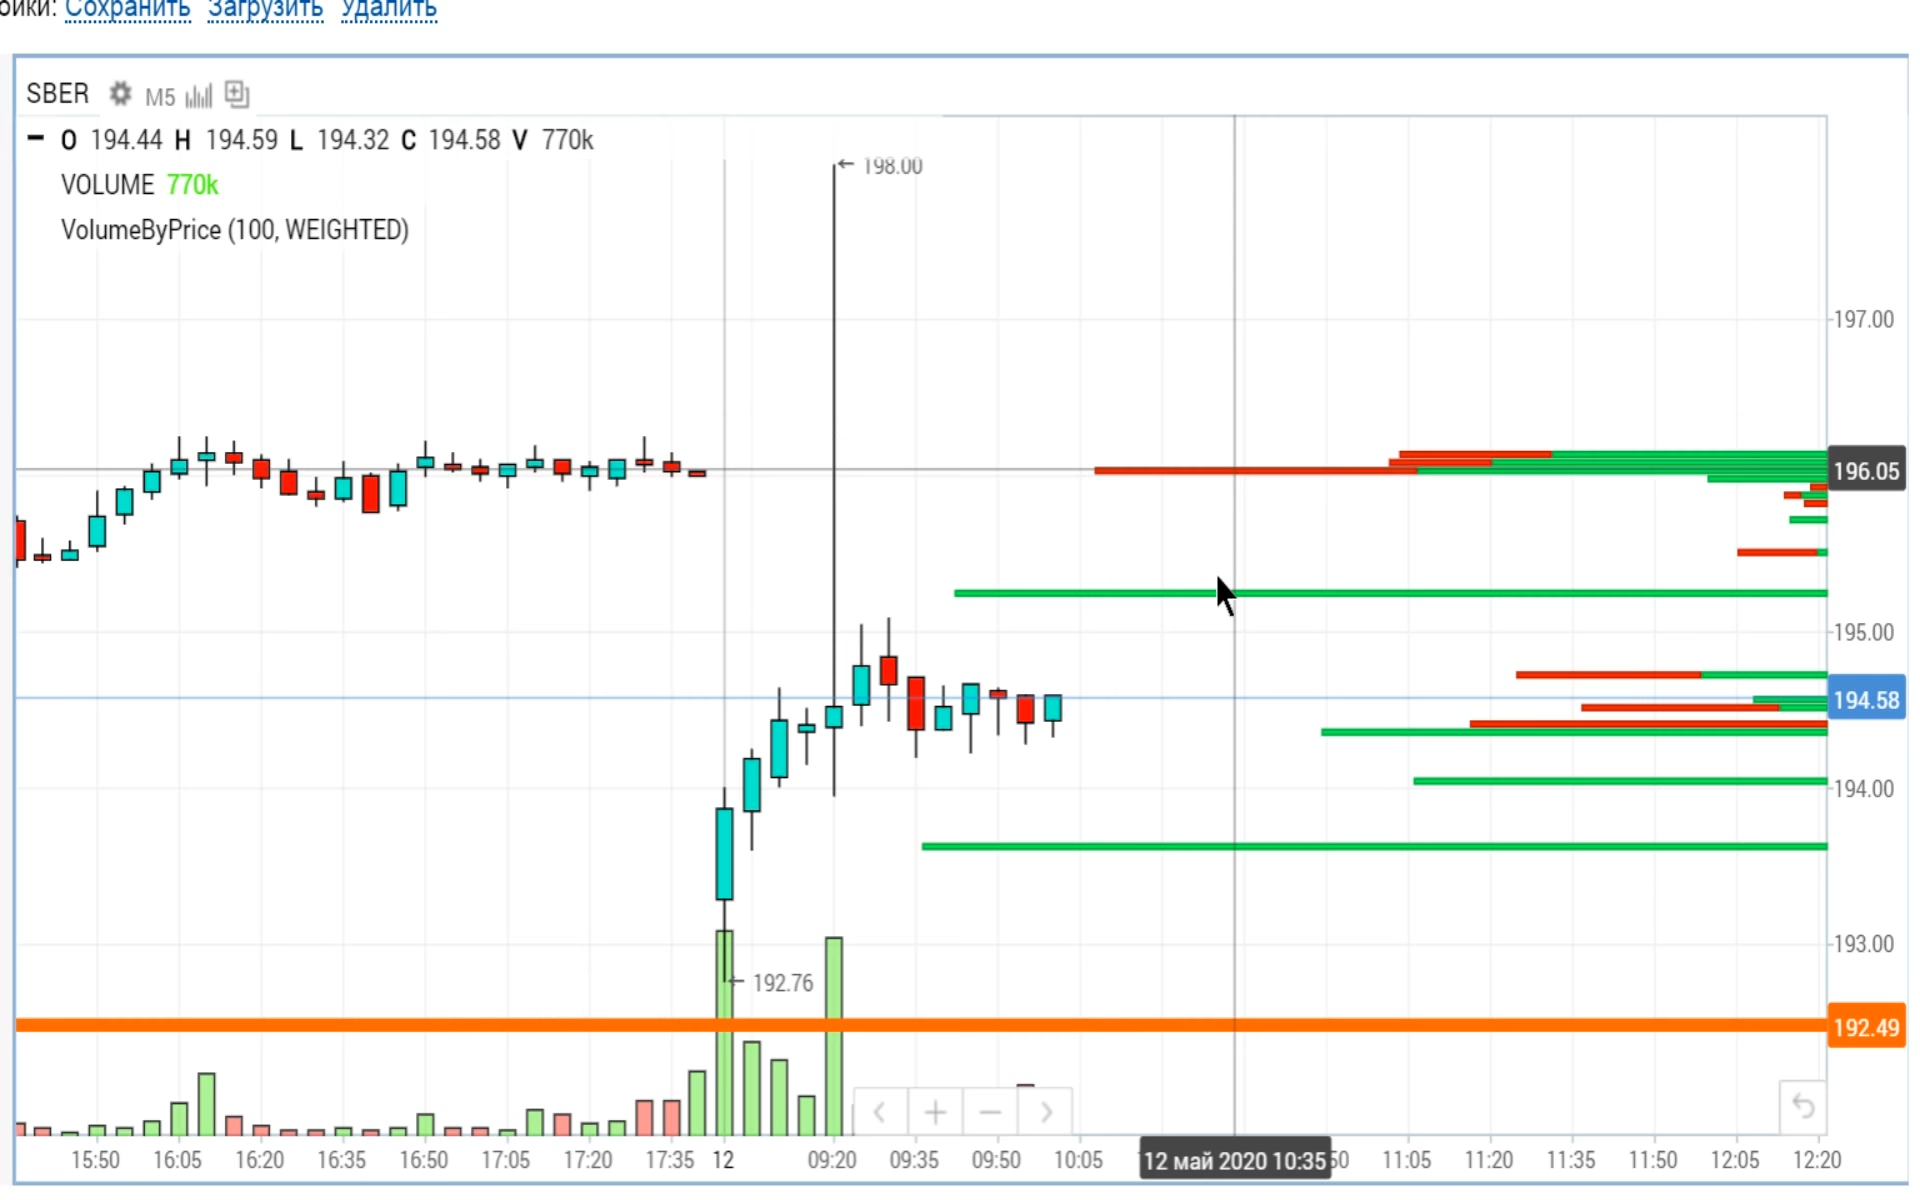 ойки: Сохранить Загрузить Удалить
SBER M5
O 194.44 H 194.59 L 194.32 C 194.58 V 770k
VOLUME 770k
VolumeByPrice (100, WEIGHTED)
← 198.00
197.00
196.05
195.00
194.58
194.00
193.00
← 192.76
192.49
15:50 16:05 16:20 16:35 16:50 17:05 17:20 17:35 12 09:20 09:35 09:50 10:05 12 май 2020 10:35 50 11:05 11:20 11:35 11:50 12:05 12:20